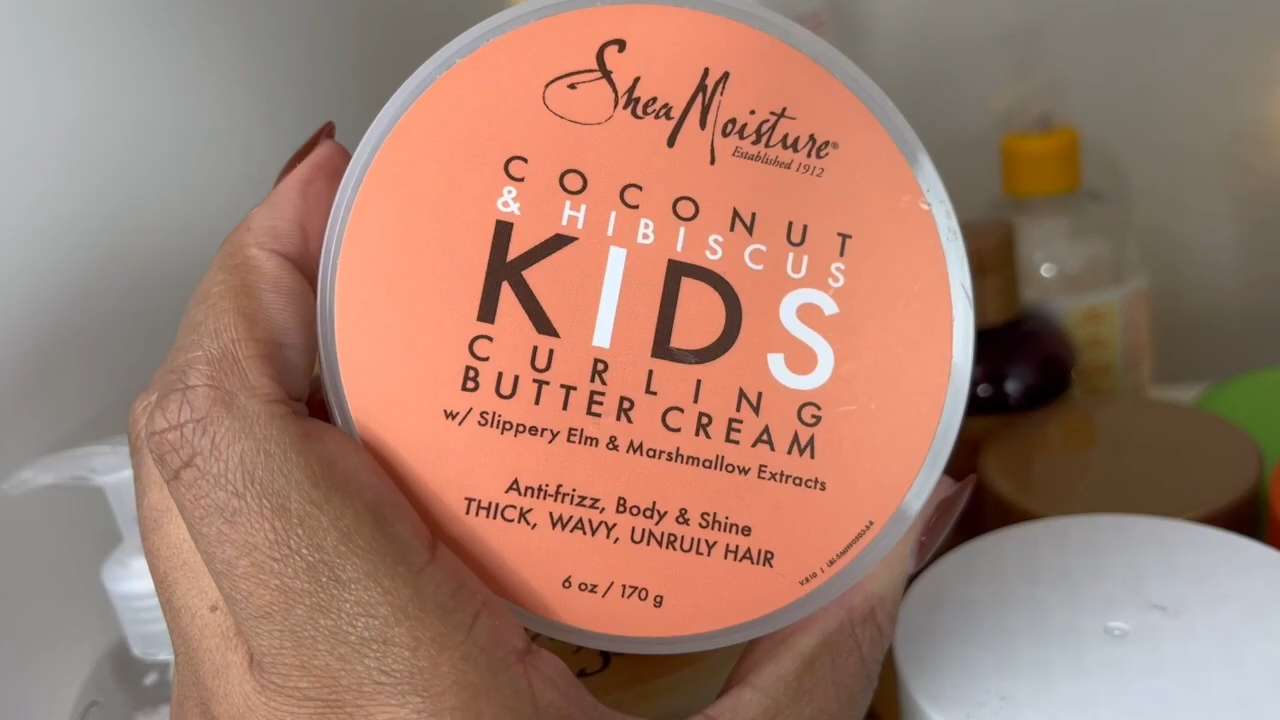 SheaMoisture®
Established 1912
COCONUT
& HIBISCUS
KIDS
CURLING
BUTTER CREAM
w/ Slippery Elm & Marshmallow Extracts
Anti-frizz, Body & Shine
THICK, WAVY, UNRULY HAIR
6 oz / 170 g